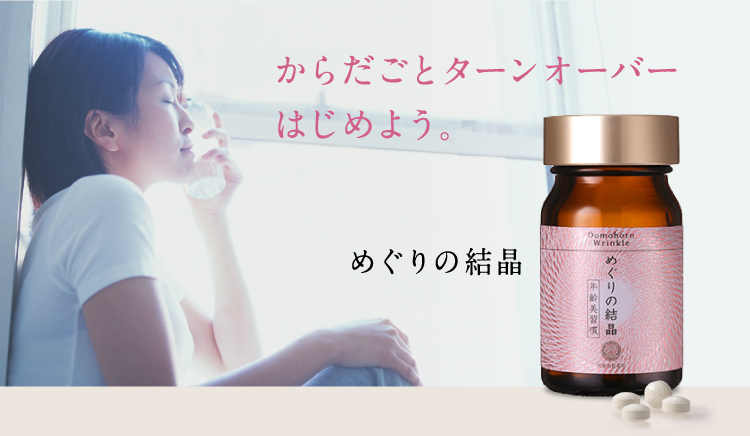 からだごとターンオーバー
はじめよう。
めぐりの結晶
Domohorn
Wrinkle
めぐりの結晶
年齢美習慣